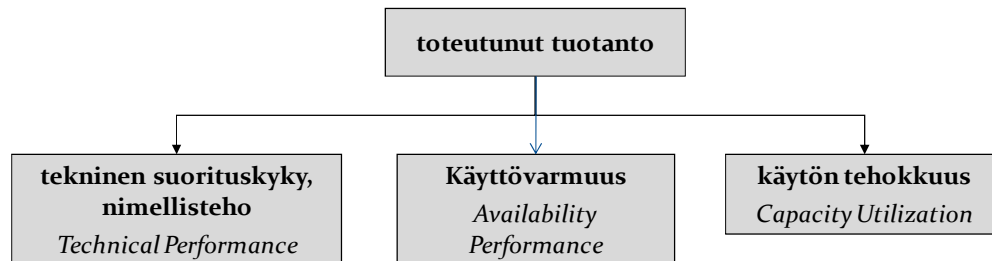 toteutunut tuotanto
tekninen suorituskyky,
nimellisteho
Technical Performance
Käyttövarmuus
Availability
Performance
käytön tehokkuus
Capacity Utilization